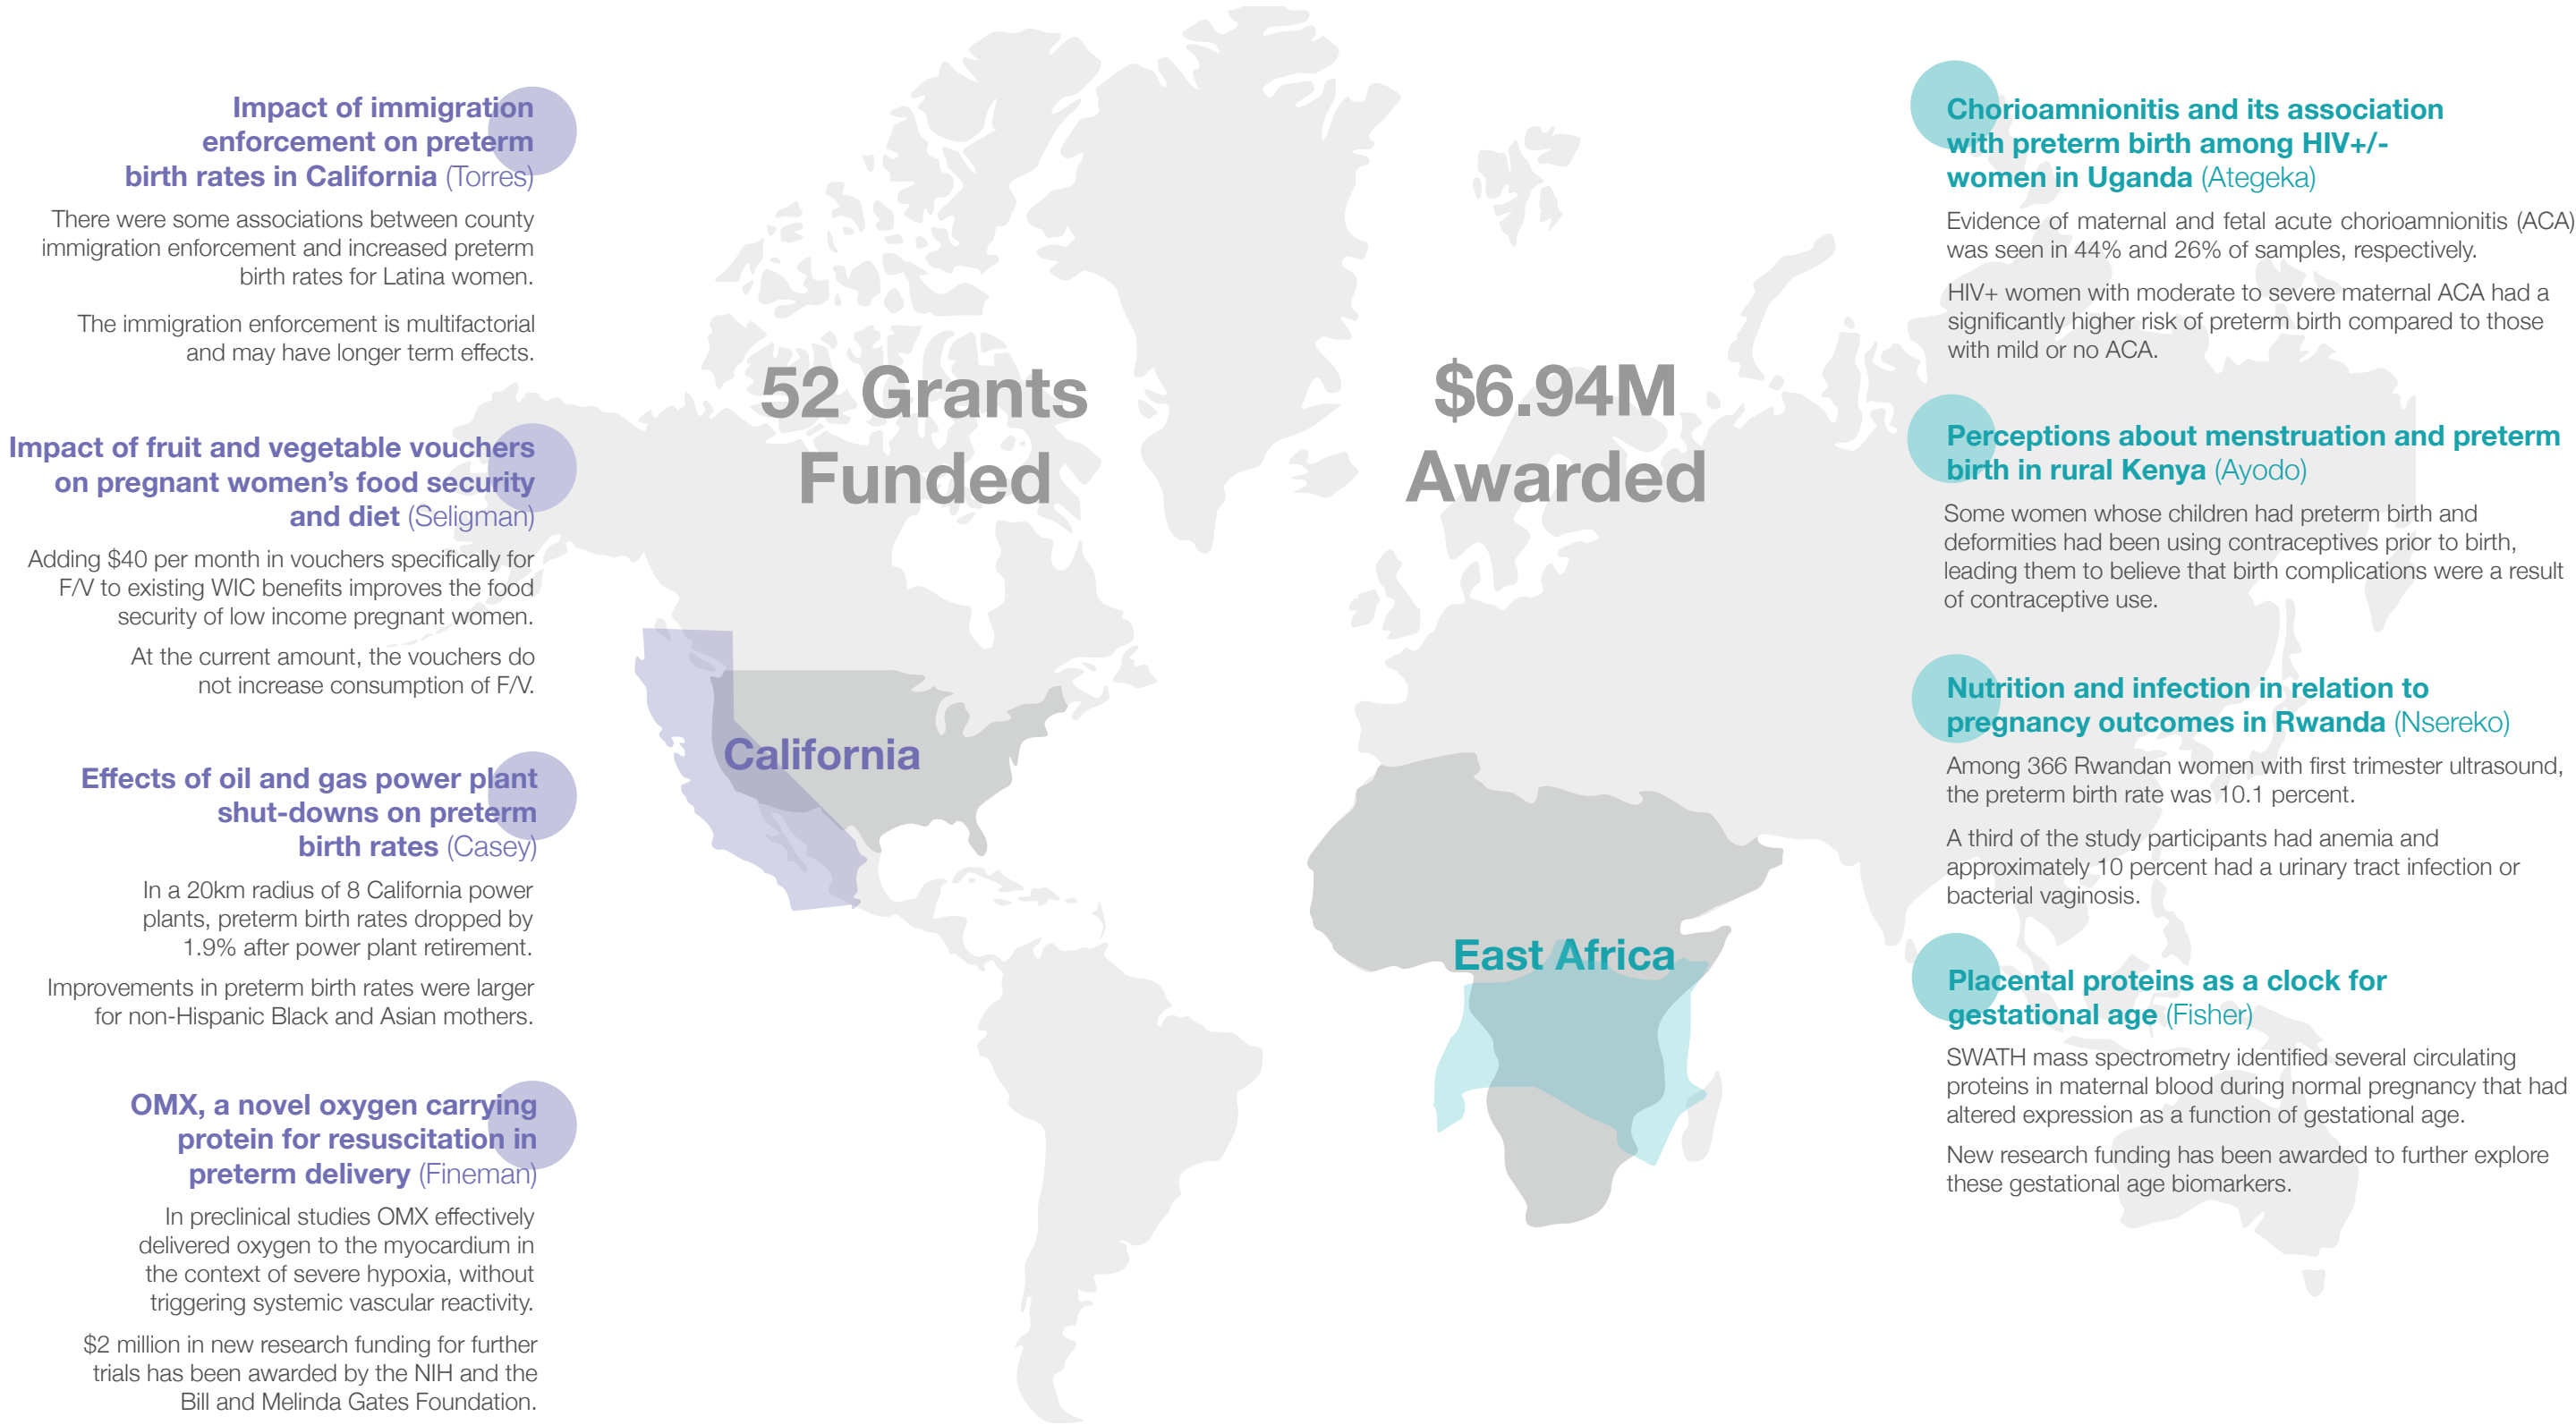 Impact of immigration
enforcement on preterm
birth rates in California (Torres)
There were some associations between county
immigration enforcement and increased preterm
birth rates for Latina women.
The immigration enforcement is multifactorial
and may have longer term effects.
Impact of fruit and vegetable vouchers
on pregnant women’s food security
and diet (Seligman)
Adding $40 per month in vouchers specifically for
F/V to existing WIC benefits improves the food
security of low income pregnant women.
At the current amount, the vouchers do
not increase consumption of F/V.
Effects of oil and gas power plant
shut-downs on preterm
birth rates (Casey)
In a 20km radius of 8 California power
plants, preterm birth rates dropped by
1.9% after power plant retirement.
Improvements in preterm birth rates were larger
for non-Hispanic Black and Asian mothers.
OMX, a novel oxygen carrying
protein for resuscitation in
preterm delivery (Fineman)
In preclinical studies OMX effectively
delivered oxygen to the myocardium in
the context of severe hypoxia, without
triggering systemic vascular reactivity.
$2 million in new research funding for further
trials has been awarded by the NIH and the
Bill and Melinda Gates Foundation.
52 Grants
Funded
$6.94M
Awarded
California
East Africa
Chorioamnionitis and its association
with preterm birth among HIV+/-
women in Uganda (Ategeka)
Evidence of maternal and fetal acute chorioamnionitis (ACA)
was seen in 44% and 26% of samples, respectively.
HIV+ women with moderate to severe maternal ACA had a
significantly higher risk of preterm birth compared to those
with mild or no ACA.
Perceptions about menstruation and preterm
birth in rural Kenya (Ayodo)
Some women whose children had preterm birth and
deformities had been using contraceptives prior to birth,
leading them to believe that birth complications were a result
of contraceptive use.
Nutrition and infection in relation to
pregnancy outcomes in Rwanda (Nsereko)
Among 366 Rwandan women with first trimester ultrasound,
the preterm birth rate was 10.1 percent.
A third of the study participants had anemia and
approximately 10 percent had a urinary tract infection or
bacterial vaginosis.
Placental proteins as a clock for
gestational age (Fisher)
SWATH mass spectrometry identified several circulating
proteins in maternal blood during normal pregnancy that had
altered expression as a function of gestational age.
New research funding has been awarded to further explore
these gestational age biomarkers.